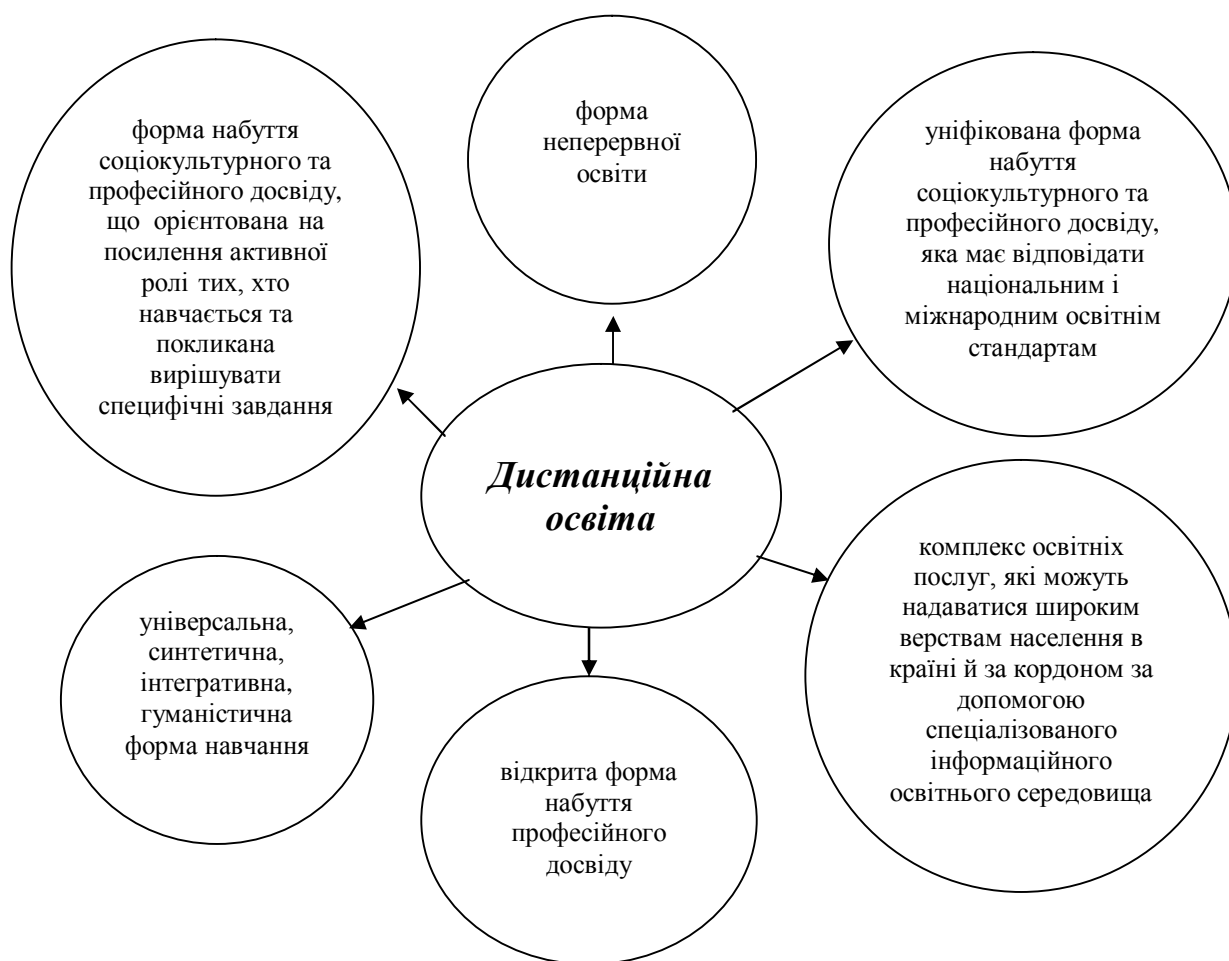 форма набуття
соціокультурного та
професійного досвіду,
що орієнтована на
посилення активної
ролі тих, хто
навчається та
покликана
вирішувати
специфічні завдання
форма
неперервної
освіти
уніфікована форма
набуття
соціокультурного та
професійного досвіду,
яка має відповідати
національним і
міжнародним освітнім
стандартам
Дистанційна
освіта
універсальна,
синтетична,
інтегративна,
гуманістична
форма навчання
відкрита форма
набуття
професійного
досвіду
комплекс освітніх
послуг, які можуть
надаватися широким
верствам населення в
країні й за кордоном за
допомогою
спеціалізованого
інформаційного
освітнього середовища